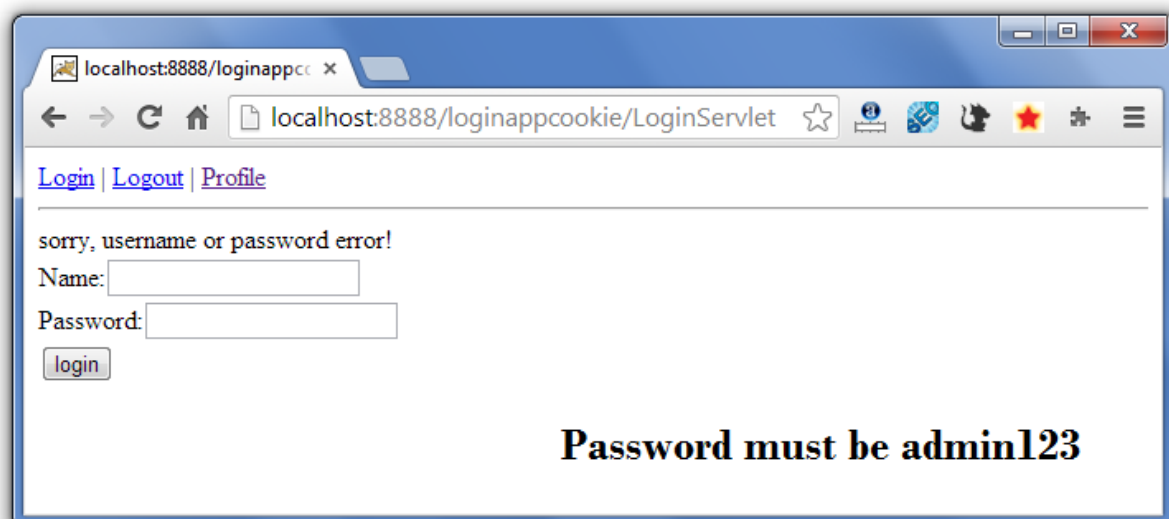 localhost:8888/loginappcc
localhost:8888/loginappcookie/LoginServlet
Login | Logout | Profile
sorry, username or password error!
Name:
Password:
login
Password must be admin123